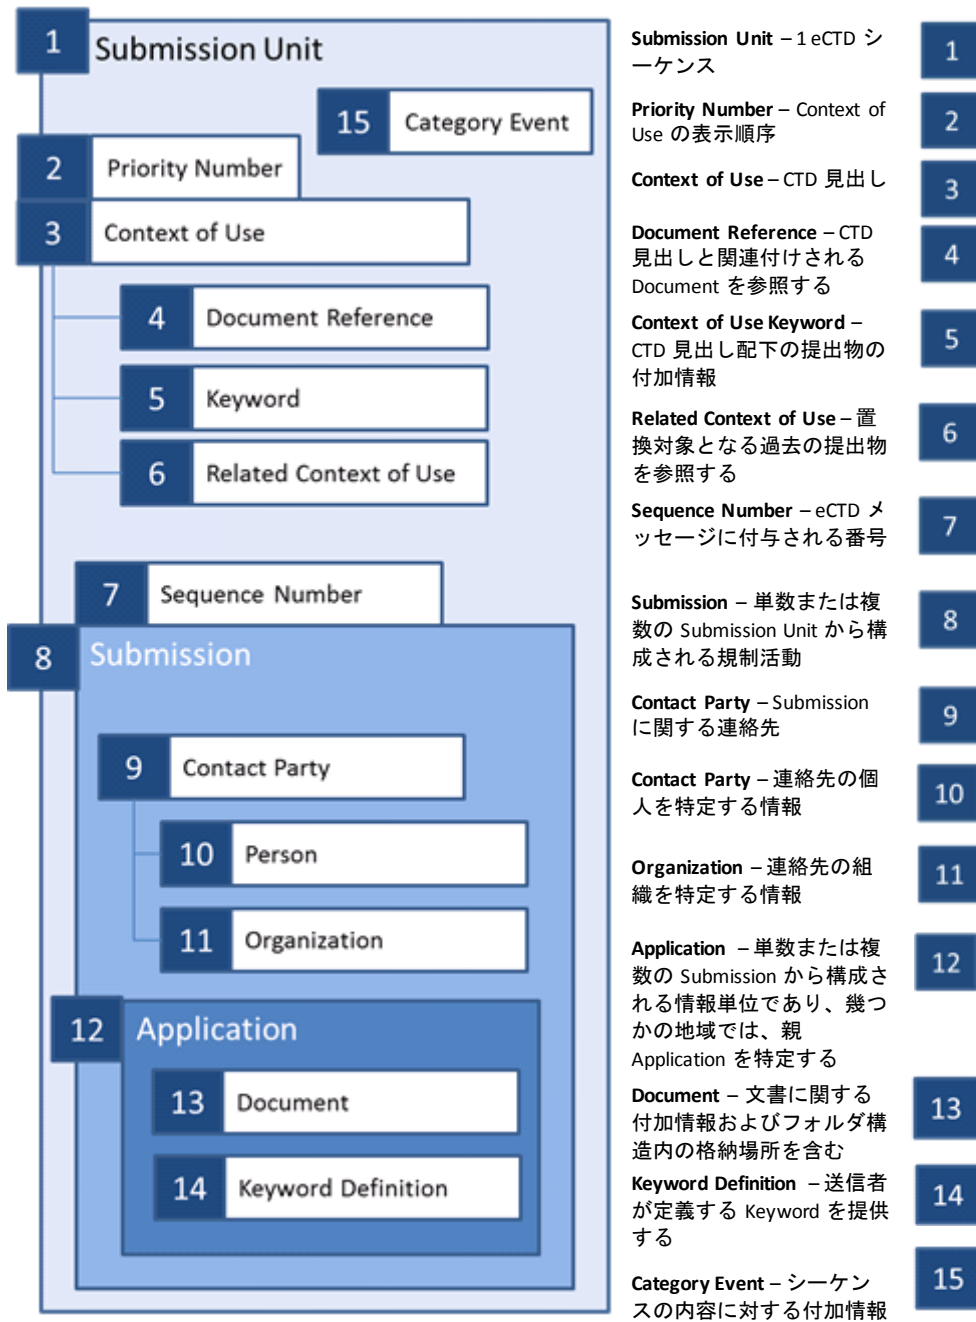 1
Submission Unit
15
Category Event
2
Priority Number
3
Context of Use
4
Document Reference
5
Keyword
6
Related Context of Use
7
Sequence Number
8
Submission
9
Contact Party
10
Person
11
Organization
12
Application
13
Document
14
Keyword Definition
Submission Unit – 1 eCTD シ
ーケンス
1
Priority Number – Context of
Use の表示順序
2
Context of Use – CTD 見出し
3
Document Reference – CTD
見出しと関連付けされる
Document を参照する
4
Context of Use Keyword –
CTD 見出し配下の提出物の
付加情報
5
Related Context of Use – 置
換対象となる過去の提出物
を参照する
6
Sequence Number – eCTD メ
ッセージに付与される番号
7
Submission – 単数または複
数の Submission Unit から構
成される規制活動
8
Contact Party – Submission
に関する連絡先
9
Contact Party – 連絡先の個
人を特定する情報
10
Organization – 連絡先の組
織を特定する情報
11
Application – 単数または複
数の Submission から構成さ
れる情報単位であり、幾つ
かの地域では、親
Application を特定する
12
Document – 文書に関する
付加情報およびフォルダ構
造内の格納場所を含む
13
Keyword Definition – 送信者
が定義する Keyword を提供
する
14
Category Event – シーケン
スの内容に対する付加情報
15